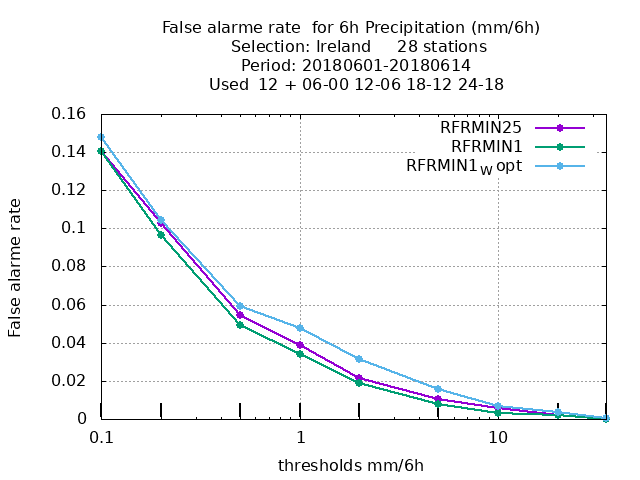 False alarme rate  for 6h Precipitation (mm/6h)
Selection: Ireland     28 stations
Period: 20180601-20180614
Used  12 + 06-00 12-06 18-12 24-18
0.16
0.14
0.12
0.1
0.08
0.06
0.04
0.02
0
False alarme rate
RFRMIN25
RFRMIN1
RFRMIN1W opt
0.1
1
10
thresholds mm/6h